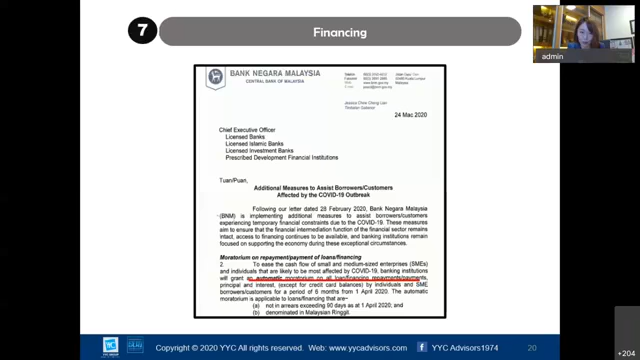 7
Financing
admin
BANK NEGARA MALAYSIA
CENTRAL BANK OF MALAYSIA
Jessica Chew Cheng Lian
Timbalan Gabenor
24 Mac 2020
Chief Executive Officer
Licensed Banks
Licensed Islamic Banks
Licensed Investment Banks
Prescribed Development Financial Institutions
Tuan/Puan,
Additional Measures to Assist Borrowers/Customers
Affected by the COVID-19 Outbreak
Following our letter dated 28 February 2020, Bank Negara Malaysia
(BNM) is implementing additional measures to assist borrowers/customers
experiencing temporary financial constraints due to the COVID-19. These measures
aim to ensure that the financial intermediation function of the financial sector remains
intact, access to financing continues to be available, and banking institutions remain
focused on supporting the economy during these exceptional circumstances.
Moratorium on repayment/payment of loans/financing
2. To ease the cash flow of small and medium-sized enterprises (SMEs)
and individuals that are likely to be most affected by COVID-19, banking institutions
will grant an automatic moratorium on all loan/financing repayments/payments,
principal and interest, (except for credit card balances) by individuals and SME
borrowers/customers for a period of 6 months from 1 April 2020. The automatic
moratorium is applicable to loans/financing that are–
(a) not in arrears exceeding 90 days as at 1 April 2020; and
(b) denominated in Malaysian Ringgit.
YYC
Copyright © 2020 YYC Advisors. Web: www.yycadvisors.com
YYC Advisors1974
20
+204